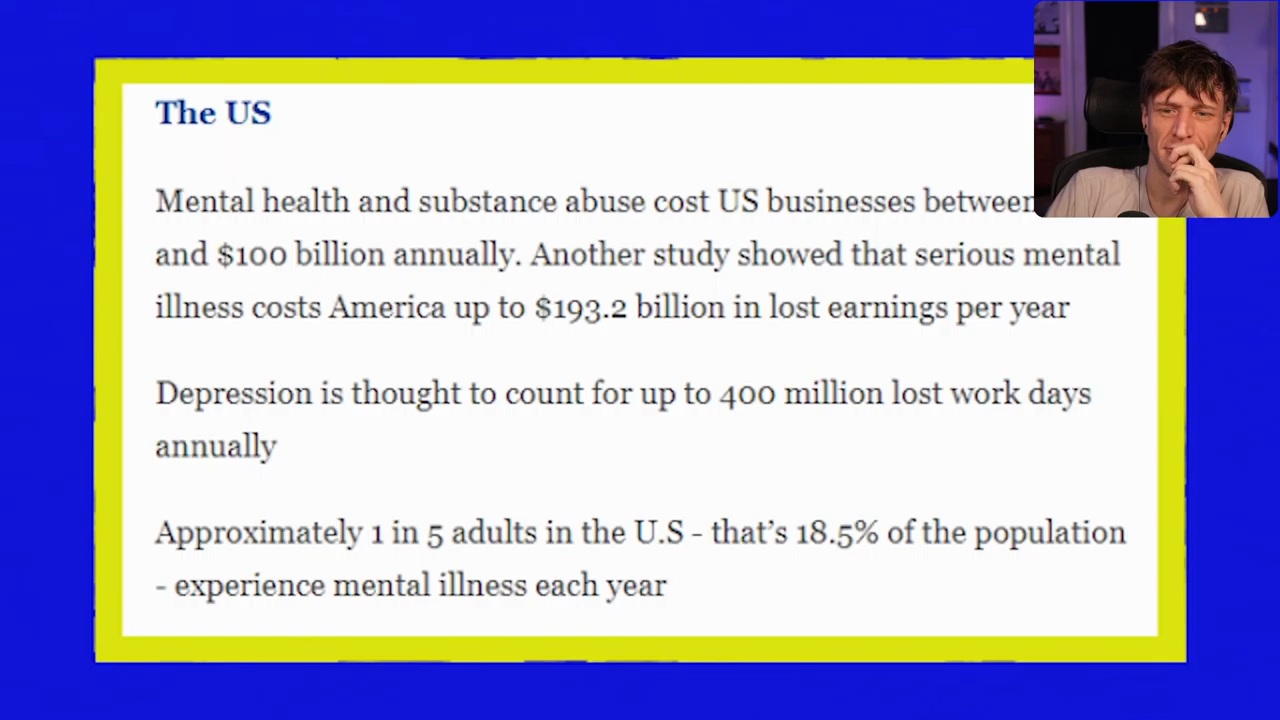 The US
Mental health and substance abuse cost US businesses between
and $100 billion annually. Another study showed that serious mental
illness costs America up to $193.2 billion in lost earnings per year
Depression is thought to count for up to 400 million lost work days
annually
Approximately 1 in 5 adults in the U.S - that’s 18.5% of the population
- experience mental illness each year